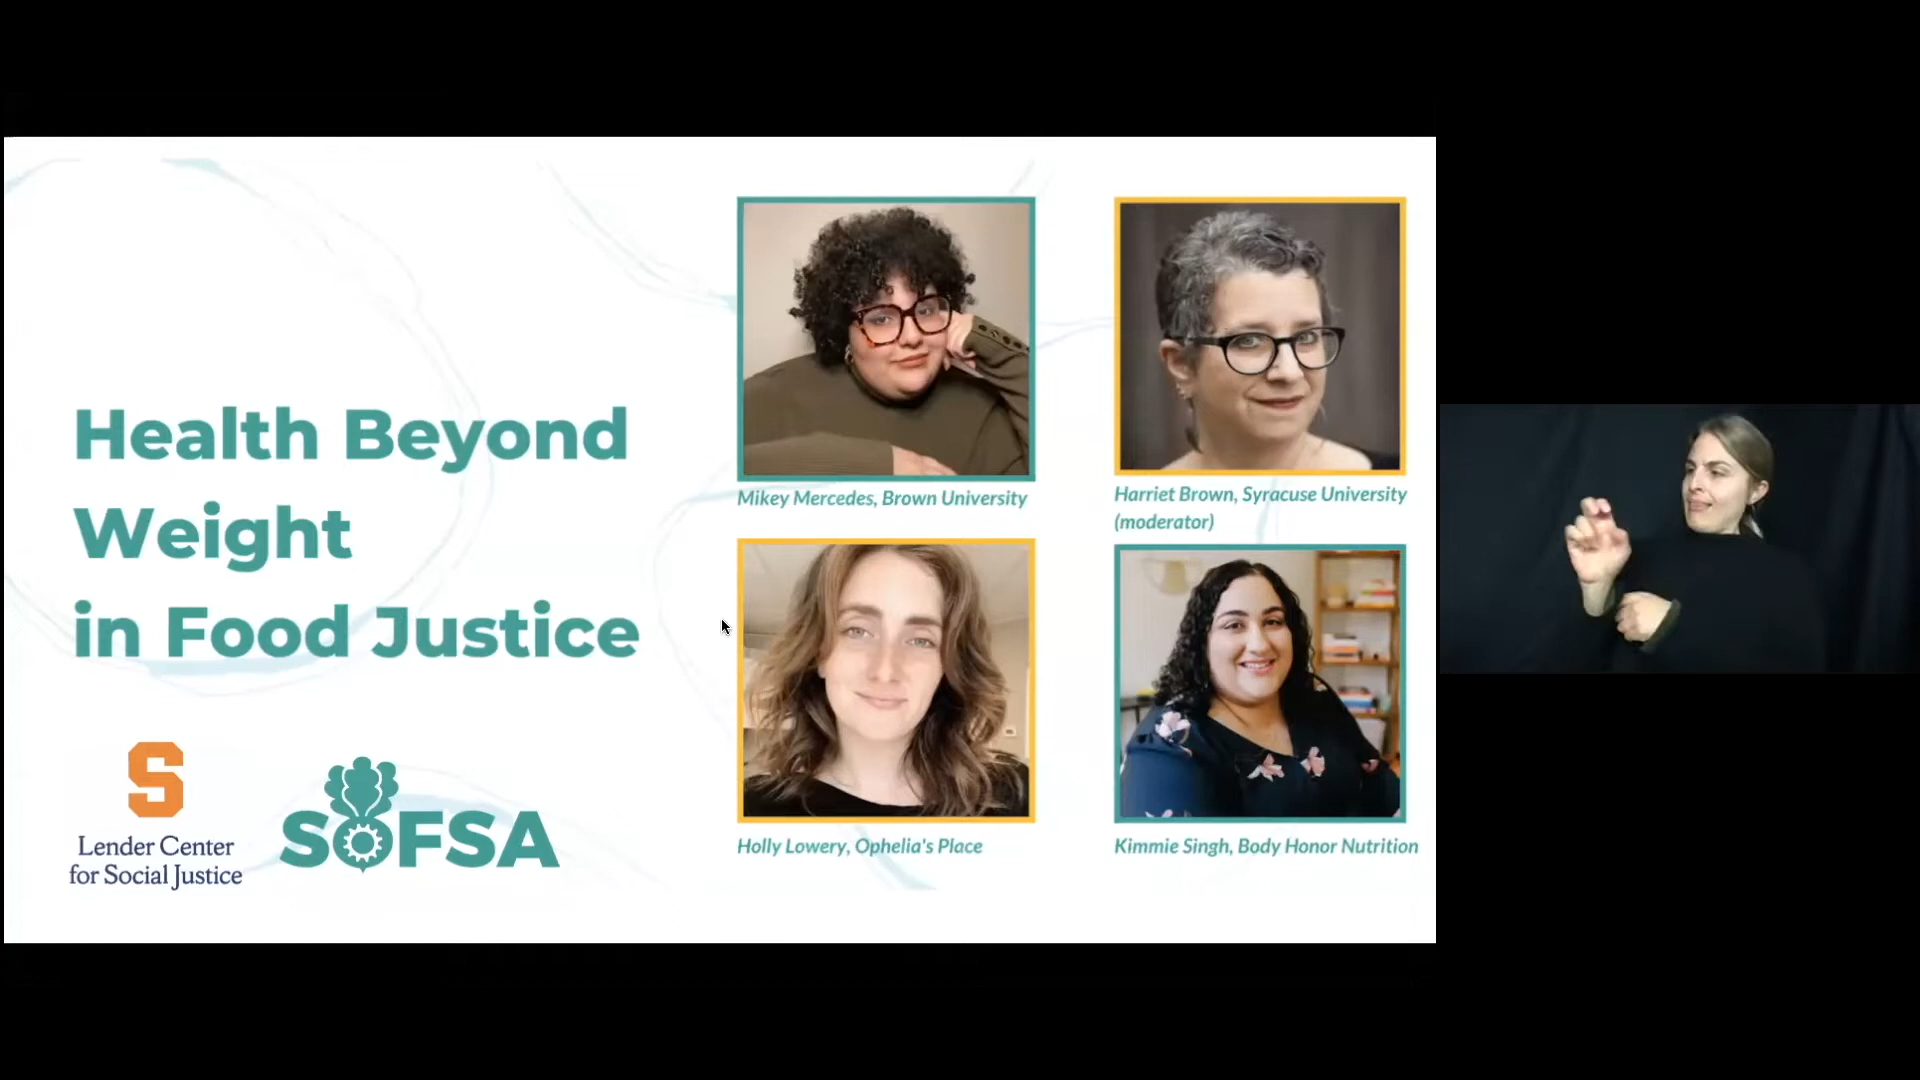 Health Beyond
Weight
in Food Justice
S
Lender Center
for Social Justice
SOFSA
Mikey Mercedes, Brown University
Harriet Brown, Syracuse University
(moderator)
Holly Lowery, Ophelia's Place
Kimmie Singh, Body Honor Nutrition